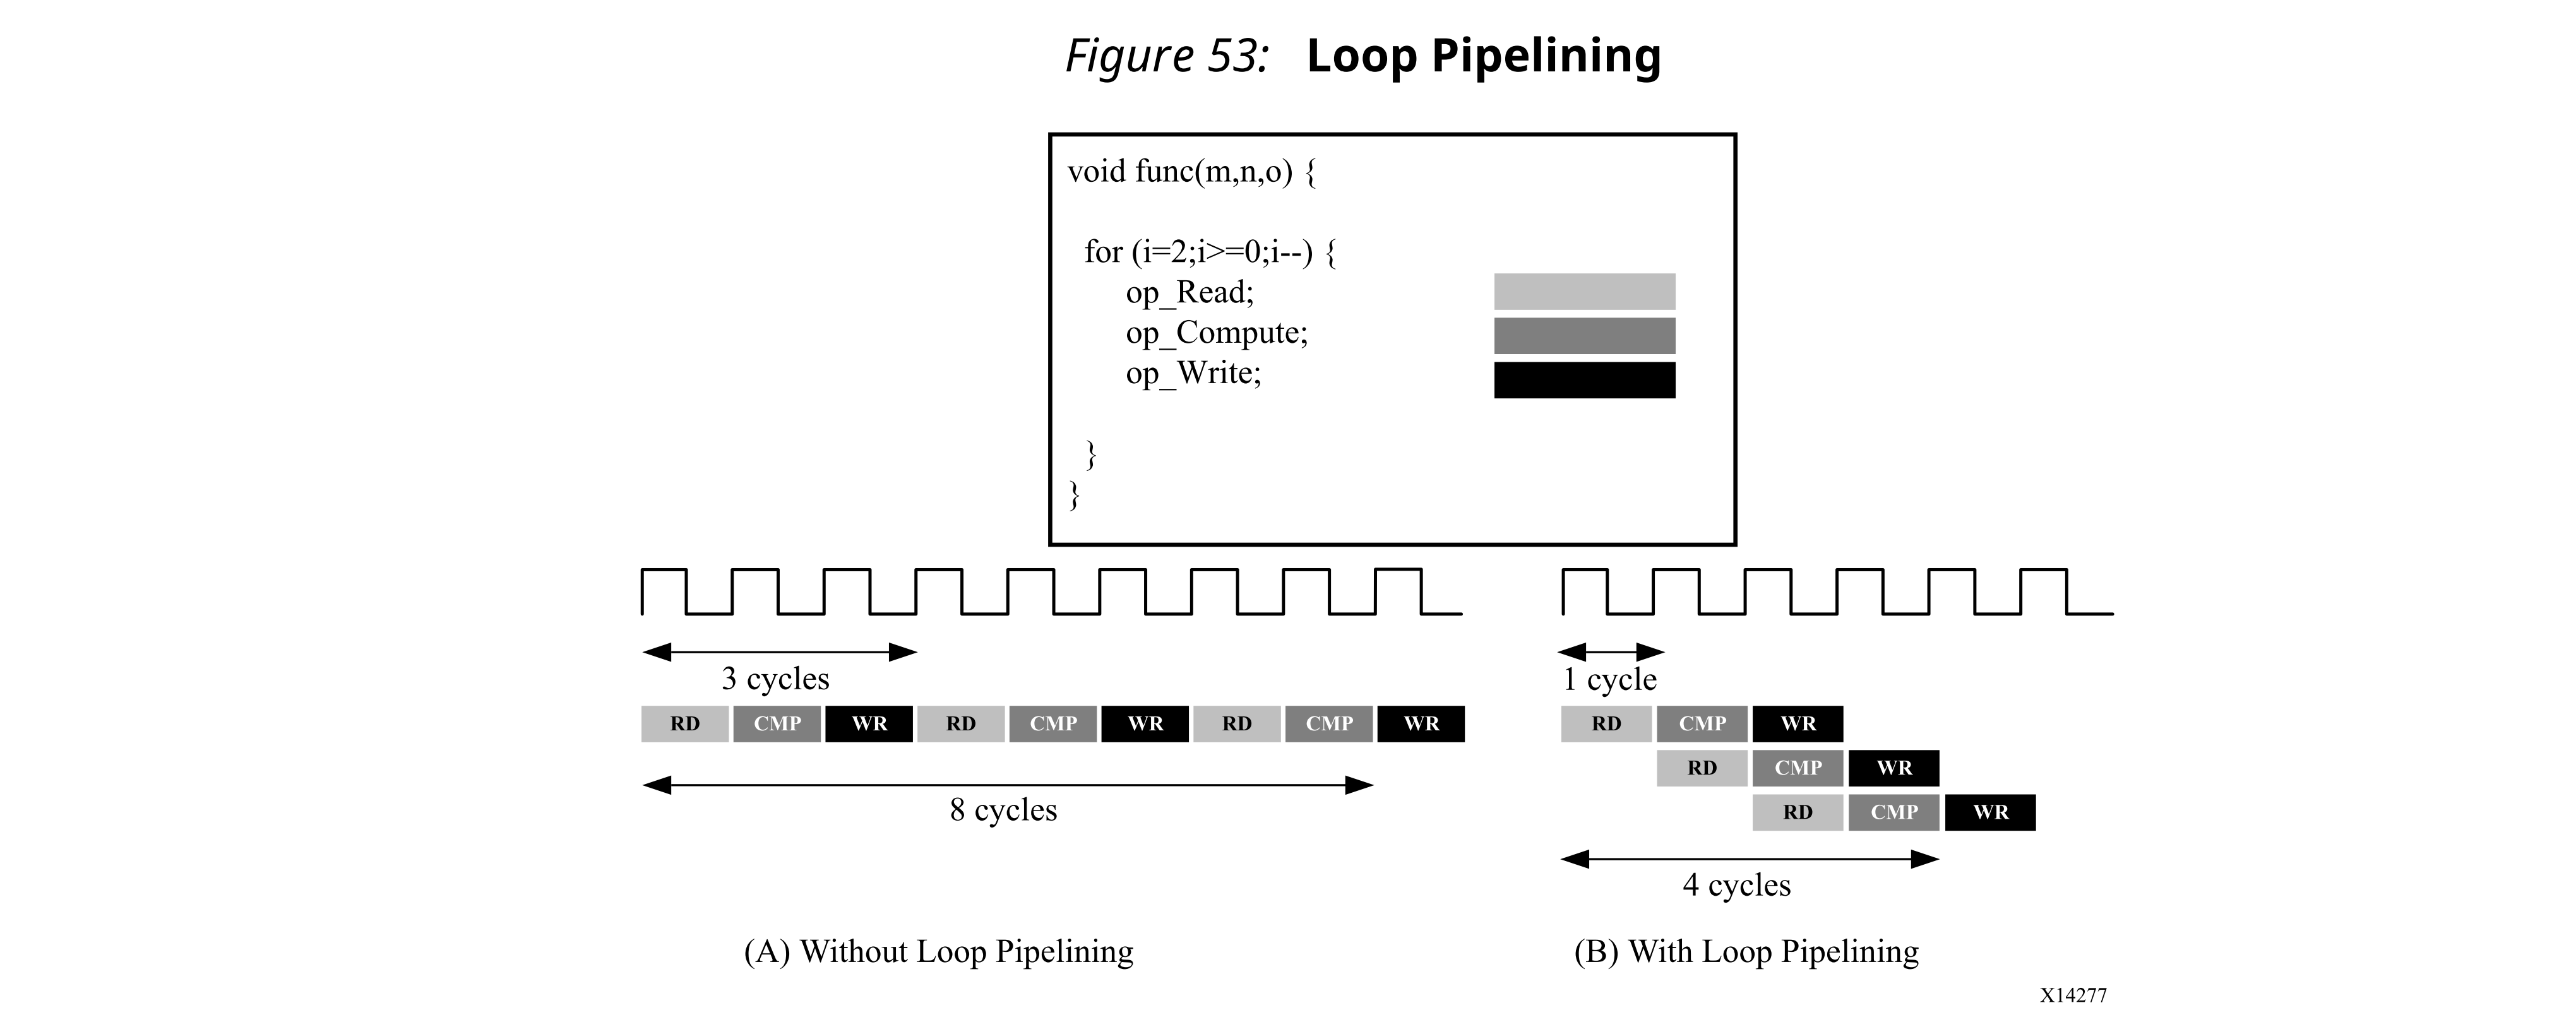 Figure 53: Loop Pipelining
void func(m,n,o) {
for (i=2;i>=0;i--) {
op_Read;
op_Compute;
op_Write;
}
}
3 cycles
1 cycle
RD CMP WR RD CMP WR RD CMP WR
RD CMP WR
RD CMP WR
RD CMP WR
8 cycles
4 cycles
(A) Without Loop Pipelining
(B) With Loop Pipelining
X14277